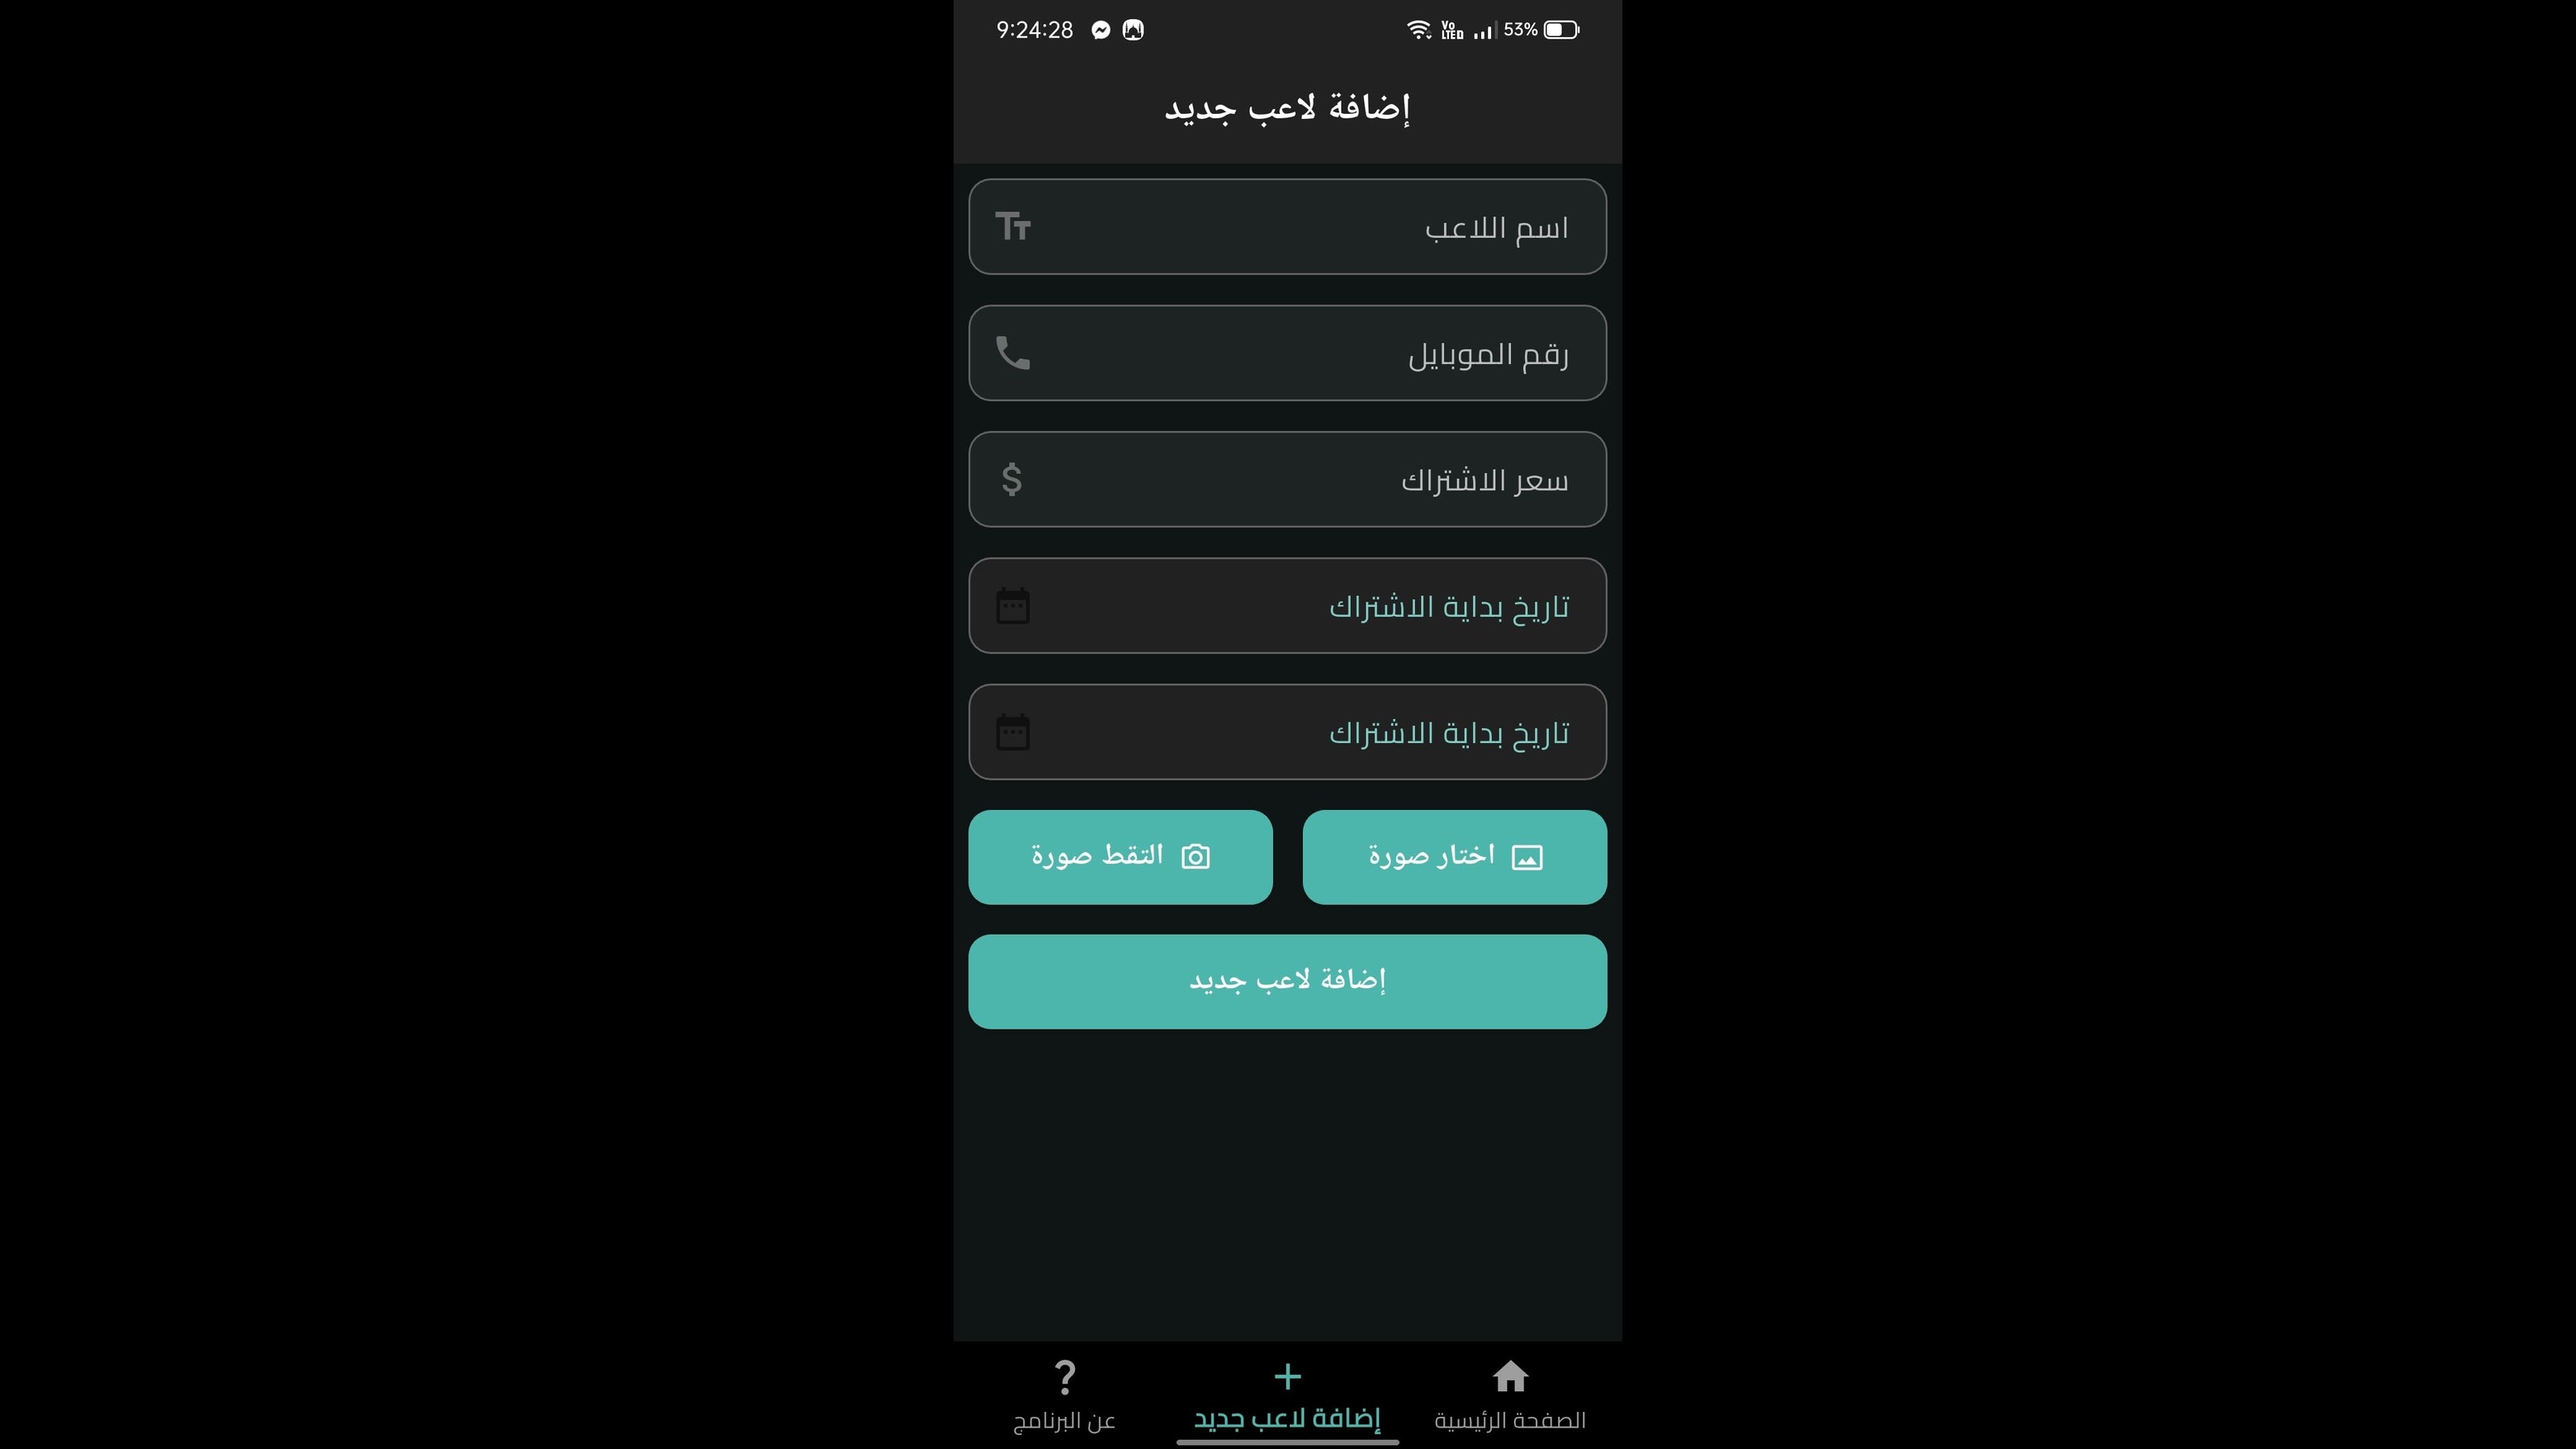 9:24:28
53%
إضافة لاعب جديد
اسم اللاعب
رقم الموبايل
سعر الاشتراك
تاريخ بداية الاشتراك
تاريخ بداية الاشتراك
اختار صورة
التقط صورة
إضافة لاعب جديد
الصفحة الرئيسية
إضافة لاعب جديد
عن البرنامج